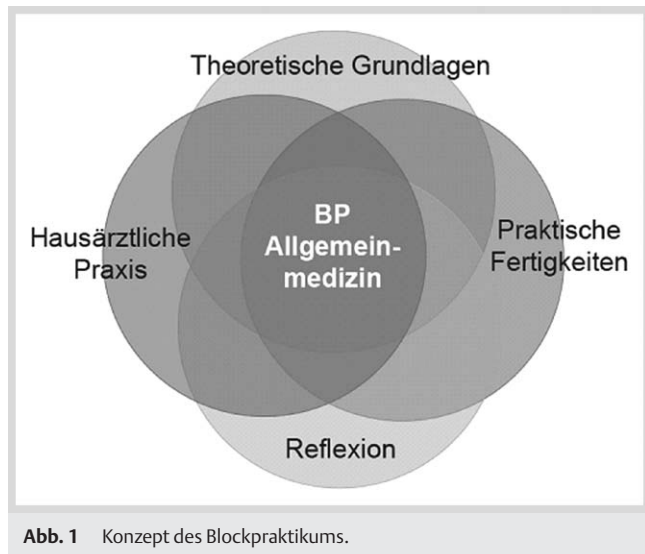 Theoretische Grundlagen
Hausärztliche
Praxis
BP
Allgemein-
medizin
Praktische
Fertigkeiten
Reflexion
Abb. 1 Konzept des Blockpraktikums.